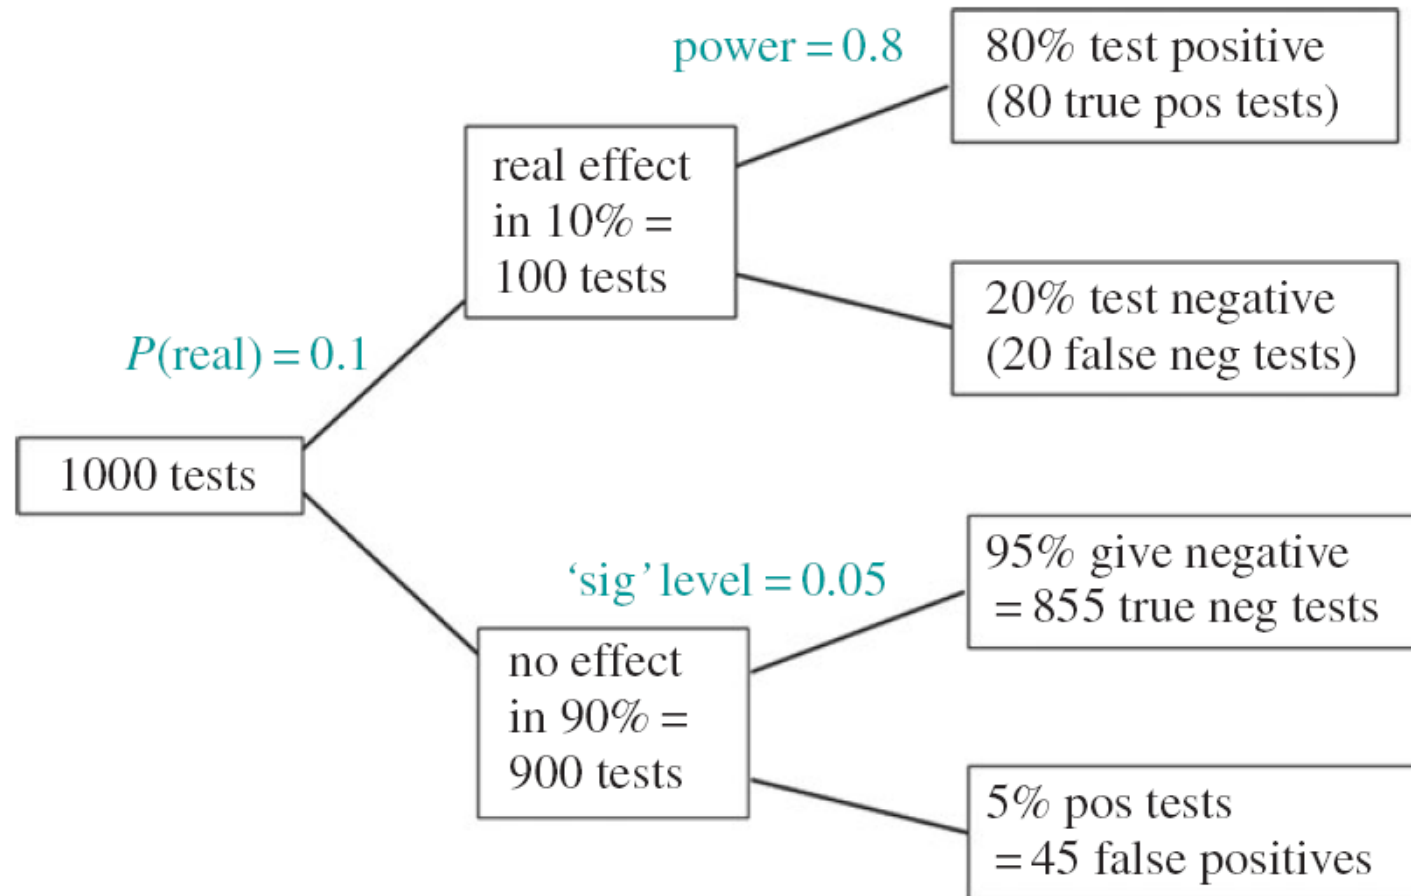 power = 0.8
80% test positive
(80 true pos tests)
real effect
in 10% =
100 tests
20% test negative
(20 false neg tests)
P(real) = 0.1
1000 tests
95% give negative
= 855 true neg tests
‘sig’ level = 0.05
no effect
in 90% =
900 tests
5% pos tests
= 45 false positives